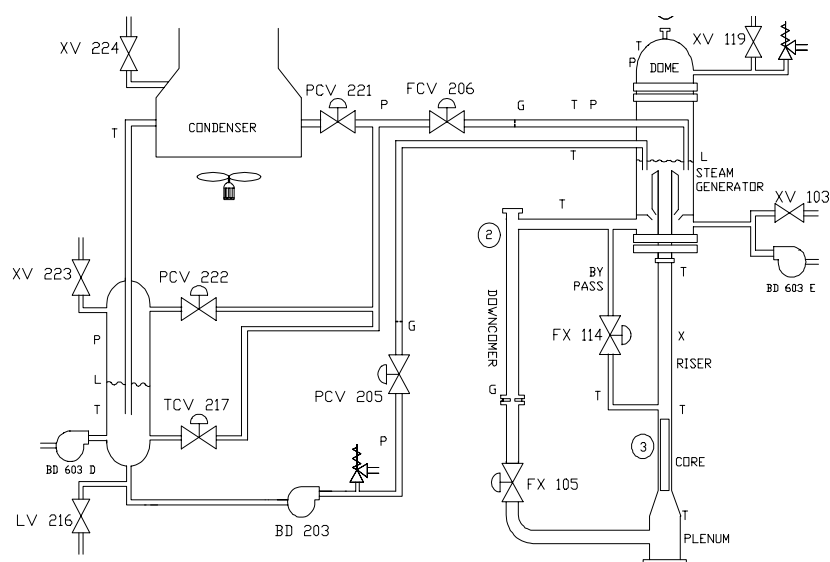 XV 224
PCV 221
P
FCV 206
G
T P
T
P
DOME
XV 119
T
CONDENSER
T
L
STEAM
GENERATOR
XV 103
T
2
XV 223
PCV 222
BY
PASS
T
BD 603 E
P
G
DOWNCOMER
FX 114
X
RISER
L
T
TCV 217
PCV 205
G
T
T
P
BD 603 D
3
CORE
LV 216
BD 203
FX 105
T
PLENUM